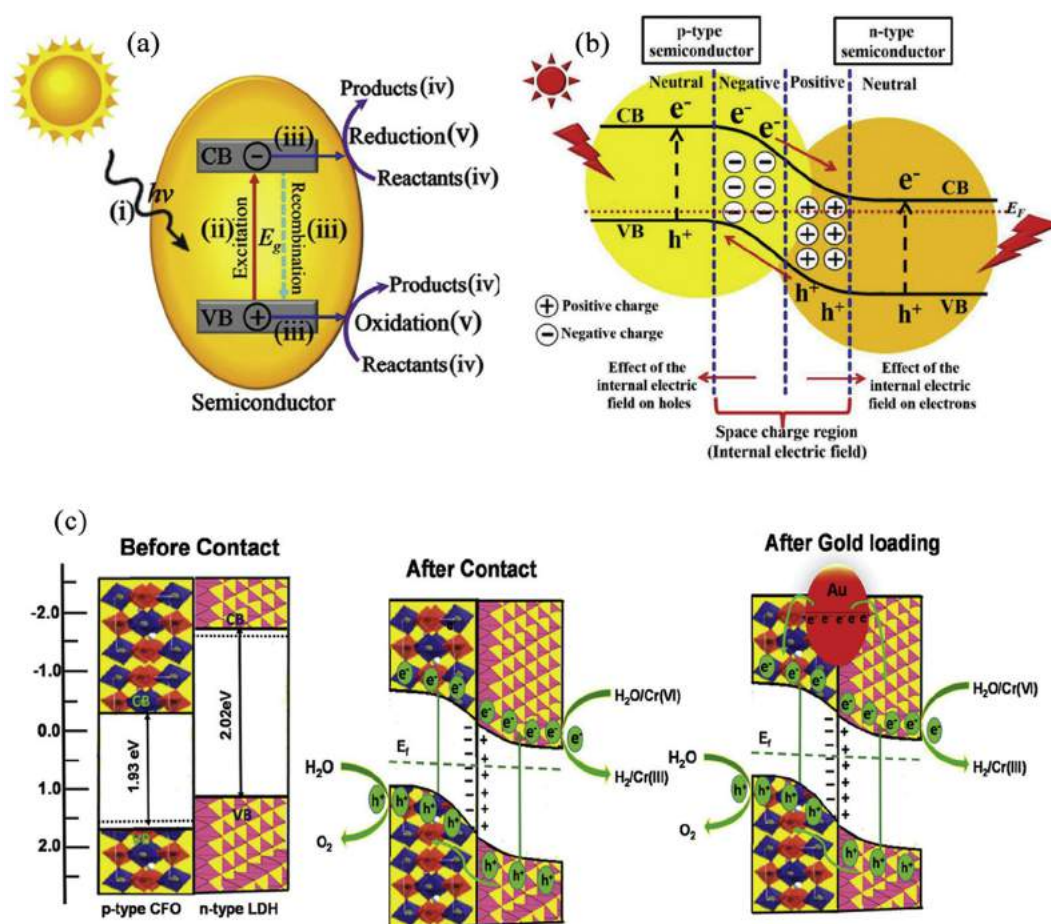 (a)
(i)
hν
CB
−
(iii)
(ii)
Excitation
E_g
Recombination
(iii)
VB
+
(iii)
Products(iv)
Reduction(v)
Reactants(iv)
Products(iv)
Oxidation(v)
Reactants(iv)
Semiconductor
(b)
p-type
semiconductor
n-type
semiconductor
Neutral Negative Positive Neutral
CB e⁻ e⁻ e⁻
e⁻ CB
E_F
VB h⁺
h⁺ h⁺ h⁺ h⁺ VB
+ Positive charge
− Negative charge
Effect of the
internal electric
field on holes
Effect of the
internal electric
field on electrons
Space charge region
(Internal electric field)
(c)
Before Contact
-2.0
-1.0
0.0
1.0
2.0
CB
CB
1.93 eV
2.02eV
VB
p-type CFO n-type LDH
After Contact
e⁻ e⁻ e⁻
e⁻ e⁻ e⁻ e⁻
e⁻
H₂O/Cr(VI)
H₂/Cr(III)
E_f
H₂O
O₂
h⁺ h⁺ h⁺ h⁺
h⁺ h⁺ h⁺
After Gold loading
Au
e⁻ e⁻ e⁻ e⁻ e⁻
e⁻ e⁻
e⁻ e⁻ e⁻ e⁻
e⁻
H₂O/Cr(VI)
H₂/Cr(III)
E_f
H₂O
O₂
h⁺ h⁺ h⁺ h⁺
h⁺ h⁺ h⁺